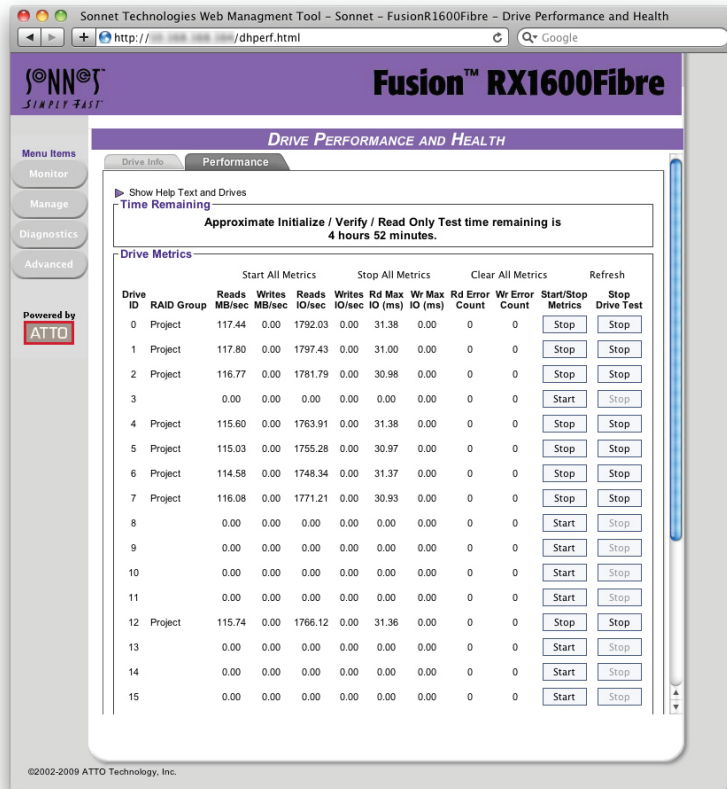 Sonnet Technologies Web Managment Tool – Sonnet – FusionR1600Fibre – Drive Performance and Health
http:// /dhperf.html
Google
SONNET™
SIMPLY FAST™
Fusion™ RX1600Fibre
DRIVE PERFORMANCE AND HEALTH
Menu Items
Monitor
Manage
Diagnostics
Advanced
Powered by
ATTO
Drive Info Performance
Show Help Text and Drives
Time Remaining
Approximate Initialize / Verify / Read Only Test time remaining is
4 hours 52 minutes.
Drive Metrics
Start All Metrics Stop All Metrics Clear All Metrics Refresh
Drive Reads Writes Reads Writes Rd Max Wr Max Rd Error Wr Error Start/Stop Stop
ID RAID Group MB/sec MB/sec IO/sec IO/sec IO (ms) IO (ms) Count Count Metrics Drive Test
0 Project 117.44 0.00 1792.03 0.00 31.38 0.00 0 0 Stop Stop
1 Project 117.80 0.00 1797.43 0.00 31.00 0.00 0 0 Stop Stop
2 Project 116.77 0.00 1781.79 0.00 30.98 0.00 0 0 Stop Stop
3 0.00 0.00 0.00 0.00 0.00 0.00 0 0 Start Stop
4 Project 115.60 0.00 1763.91 0.00 31.38 0.00 0 0 Stop Stop
5 Project 115.03 0.00 1755.28 0.00 30.97 0.00 0 0 Stop Stop
6 Project 114.58 0.00 1748.34 0.00 31.37 0.00 0 0 Stop Stop
7 Project 116.08 0.00 1771.21 0.00 30.93 0.00 0 0 Stop Stop
8 0.00 0.00 0.00 0.00 0.00 0.00 0 0 Start Stop
9 0.00 0.00 0.00 0.00 0.00 0.00 0 0 Start Stop
10 0.00 0.00 0.00 0.00 0.00 0.00 0 0 Start Stop
11 0.00 0.00 0.00 0.00 0.00 0.00 0 0 Start Stop
12 Project 115.74 0.00 1766.12 0.00 31.36 0.00 0 0 Stop Stop
13 0.00 0.00 0.00 0.00 0.00 0.00 0 0 Start Stop
14 0.00 0.00 0.00 0.00 0.00 0.00 0 0 Start Stop
15 0.00 0.00 0.00 0.00 0.00 0.00 0 0 Start Stop
©2002-2009 ATTO Technology, Inc.